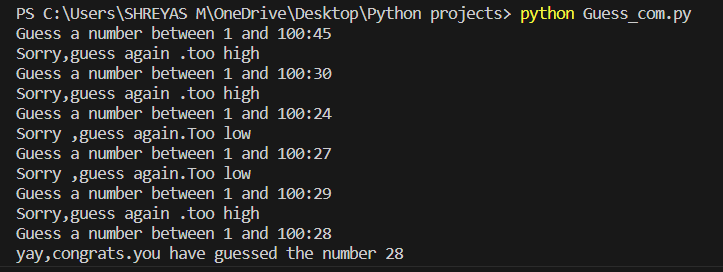 PS C:\Users\SHREYAS M\OneDrive\Desktop\Python projects> python Guess_com.py
Guess a number between 1 and 100:45
Sorry,guess again .too high
Guess a number between 1 and 100:30
Sorry,guess again .too high
Guess a number between 1 and 100:24
Sorry ,guess again.Too low
Guess a number between 1 and 100:27
Sorry ,guess again.Too low
Guess a number between 1 and 100:29
Sorry,guess again .too high
Guess a number between 1 and 100:28
yay,congrats.you have guessed the number 28